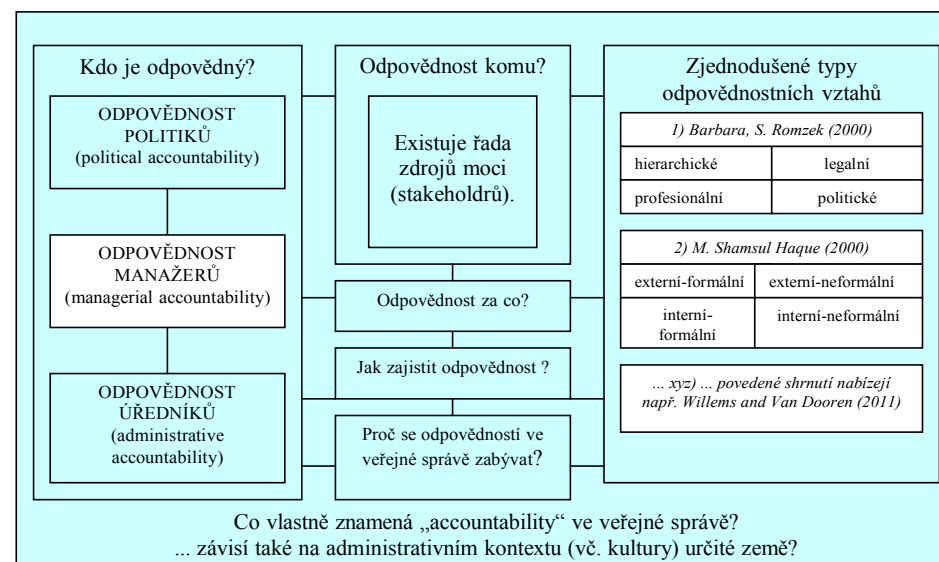 Kdo je odpovědný?
ODPOVĚDNOST
POLITIKŮ
(political accountability)
ODPOVĚDNOST
MANAŽERŮ
(managerial accountability)
ODPOVĚDNOST
ÚŘEDNÍKŮ
(administrative
accountability)
Odpovědnost komu?
Existuje řada
zdrojů moci
(stakeholdrů).
Odpovědnost za co?
Jak zajistit odpovědnost ?
Proč se odpovědností ve
veřejné správě zabývat?
Zjednodušené typy
odpovědnostních vztahů
1) Barbara, S. Romzek (2000)
hierarchické legalní
profesionální politické
2) M. Shamsul Haque (2000)
externí-formální externí-neformální
interní-
formální
interní-neformální
... xyz) ... povedené shrnutí nabízejí
např. Willems and Van Dooren (2011)
Co vlastně znamená „accountability“ ve veřejné správě?
... závisí také na administrativním kontextu (vč. kultury) určité země?